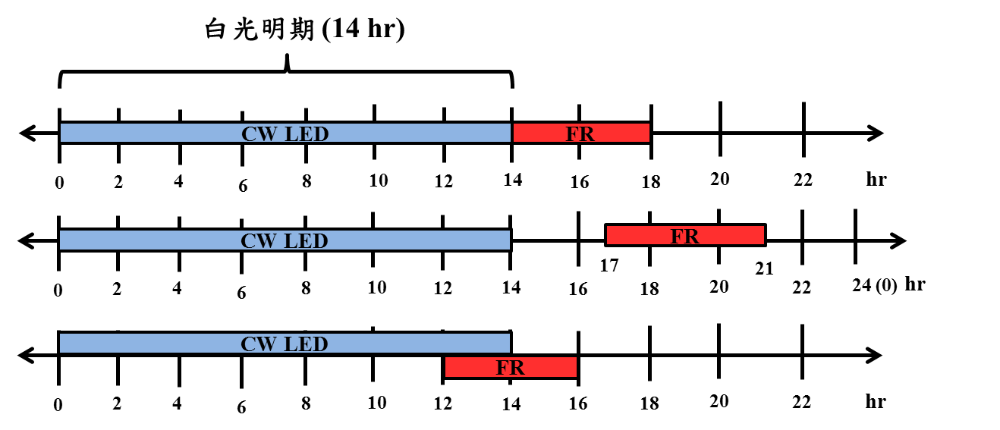 白光明期 (14 hr)
CW LED FR
0 2 4 6 8 10 12 14 16 18 20 22 hr
CW LED FR
17 21
0 2 4 6 8 10 12 14 16 18 20 22 24 (0) hr
CW LED
FR
0 2 4 6 8 10 12 14 16 18 20 22 hr